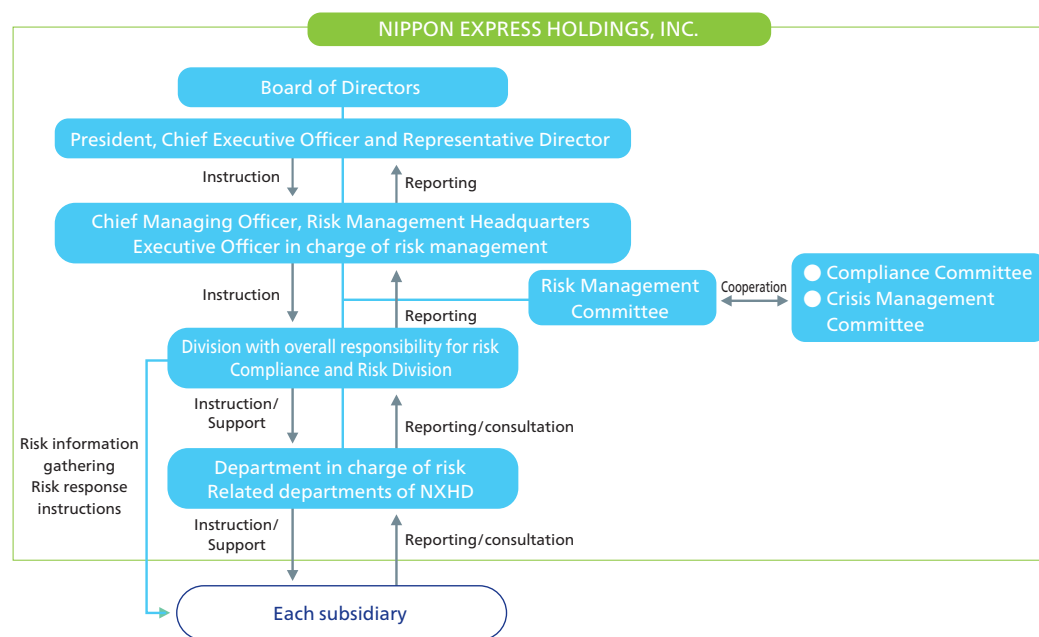 NIPPON EXPRESS HOLDINGS, INC.
Board of Directors
President, Chief Executive Officer and Representative Director
Instruction
Reporting
Chief Managing Officer, Risk Management Headquarters
Executive Officer in charge of risk management
Instruction
Reporting
Risk Management
Committee
Cooperation
Compliance Committee
Crisis Management
Committee
Division with overall responsibility for risk
Compliance and Risk Division
Instruction/
Support
Reporting/consultation
Risk information
gathering
Risk response
instructions
Department in charge of risk
Related departments of NXHD
Instruction/
Support
Reporting/consultation
Each subsidiary